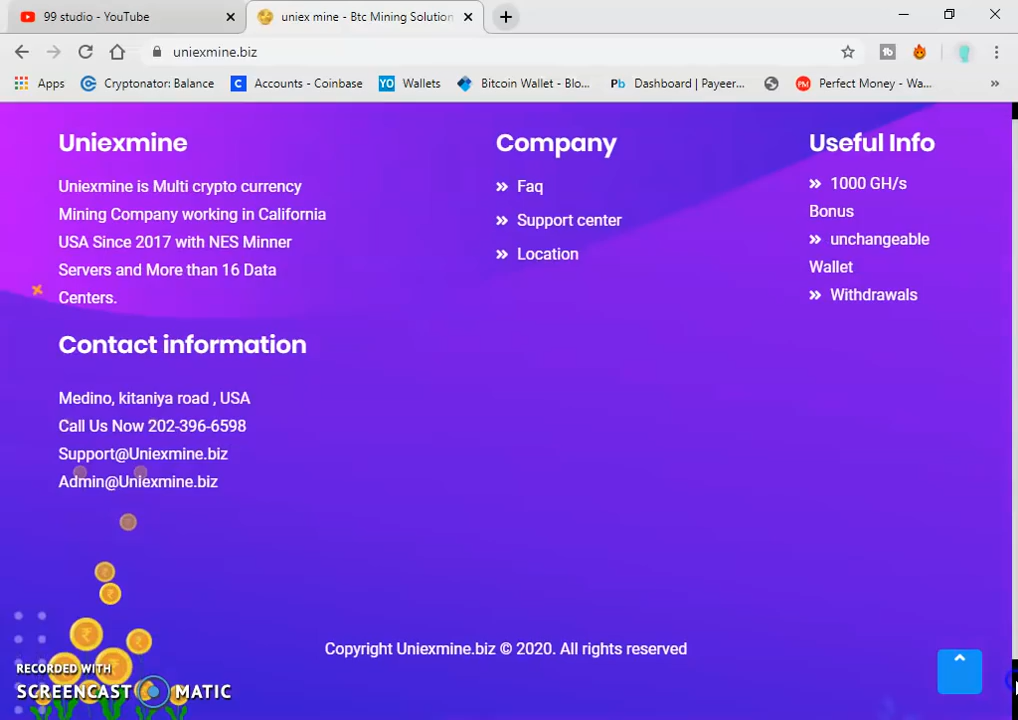 99 studio - YouTube
uniex mine - Btc Mining Solution
uniexmine.biz
Apps
Cryptonator: Balance
C Accounts - Coinbase
YO Wallets
Bitcoin Wallet - Blo...
Pb Dashboard | Payeer...
PM Perfect Money - Wa...
Uniexmine
Uniexmine is Multi crypto currency
Mining Company working in California
USA Since 2017 with NES Minner
Servers and More than 16 Data
Centers.
Contact information
Medino, kitaniya road , USA
Call Us Now 202-396-6598
Support@Uniexmine.biz
Admin@Uniexmine.biz
Company
» Faq
» Support center
» Location
Useful Info
» 1000 GH/s
Bonus
» unchangeable
Wallet
» Withdrawals
Copyright Uniexmine.biz © 2020. All rights reserved
RECORDED WITH
SCREENCAST MATIC